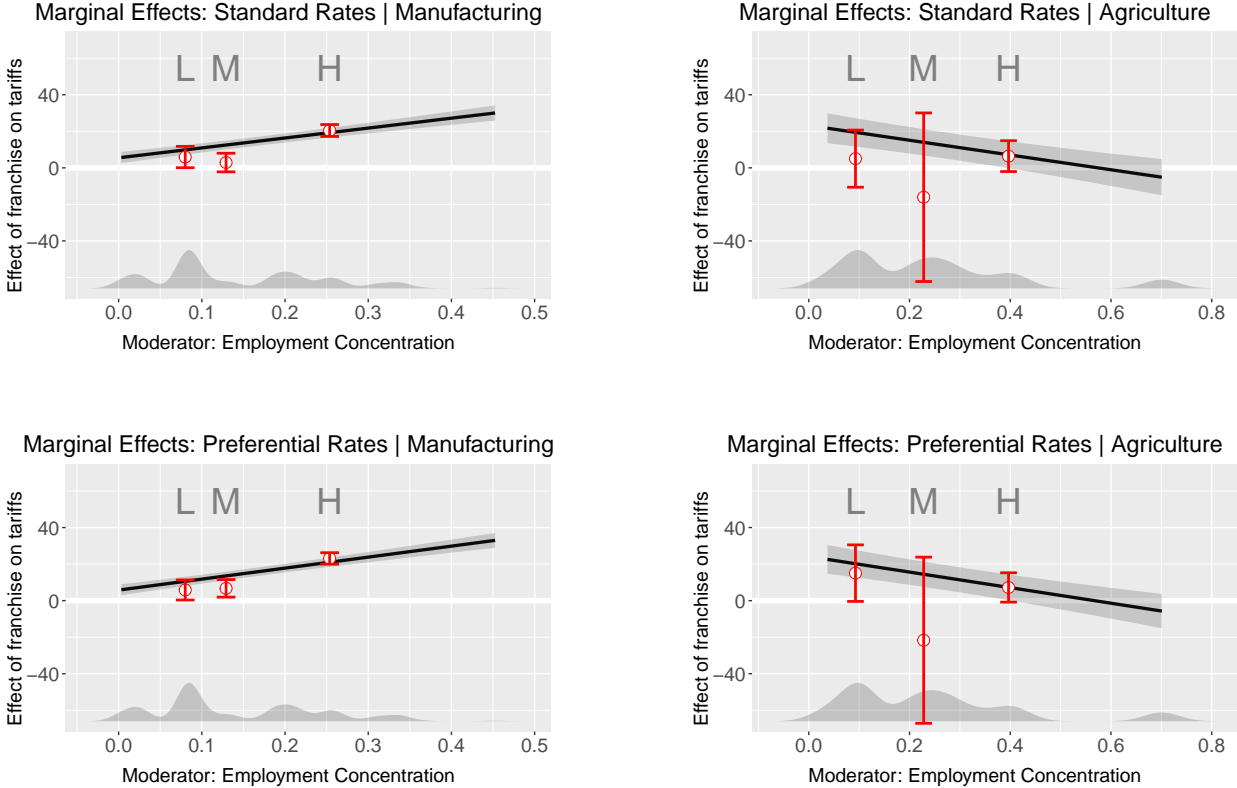 Marginal Effects: Standard Rates | Manufacturing
L M H
40
0
−40
Effect of franchise on tariffs
0.0 0.1 0.2 0.3 0.4 0.5
Moderator: Employment Concentration
Marginal Effects: Standard Rates | Agriculture
L M H
40
0
−40
Effect of franchise on tariffs
0.0 0.2 0.4 0.6 0.8
Moderator: Employment Concentration
Marginal Effects: Preferential Rates | Manufacturing
L M H
40
0
−40
Effect of franchise on tariffs
0.0 0.1 0.2 0.3 0.4 0.5
Moderator: Employment Concentration
Marginal Effects: Preferential Rates | Agriculture
L M H
40
0
−40
Effect of franchise on tariffs
0.0 0.2 0.4 0.6 0.8
Moderator: Employment Concentration